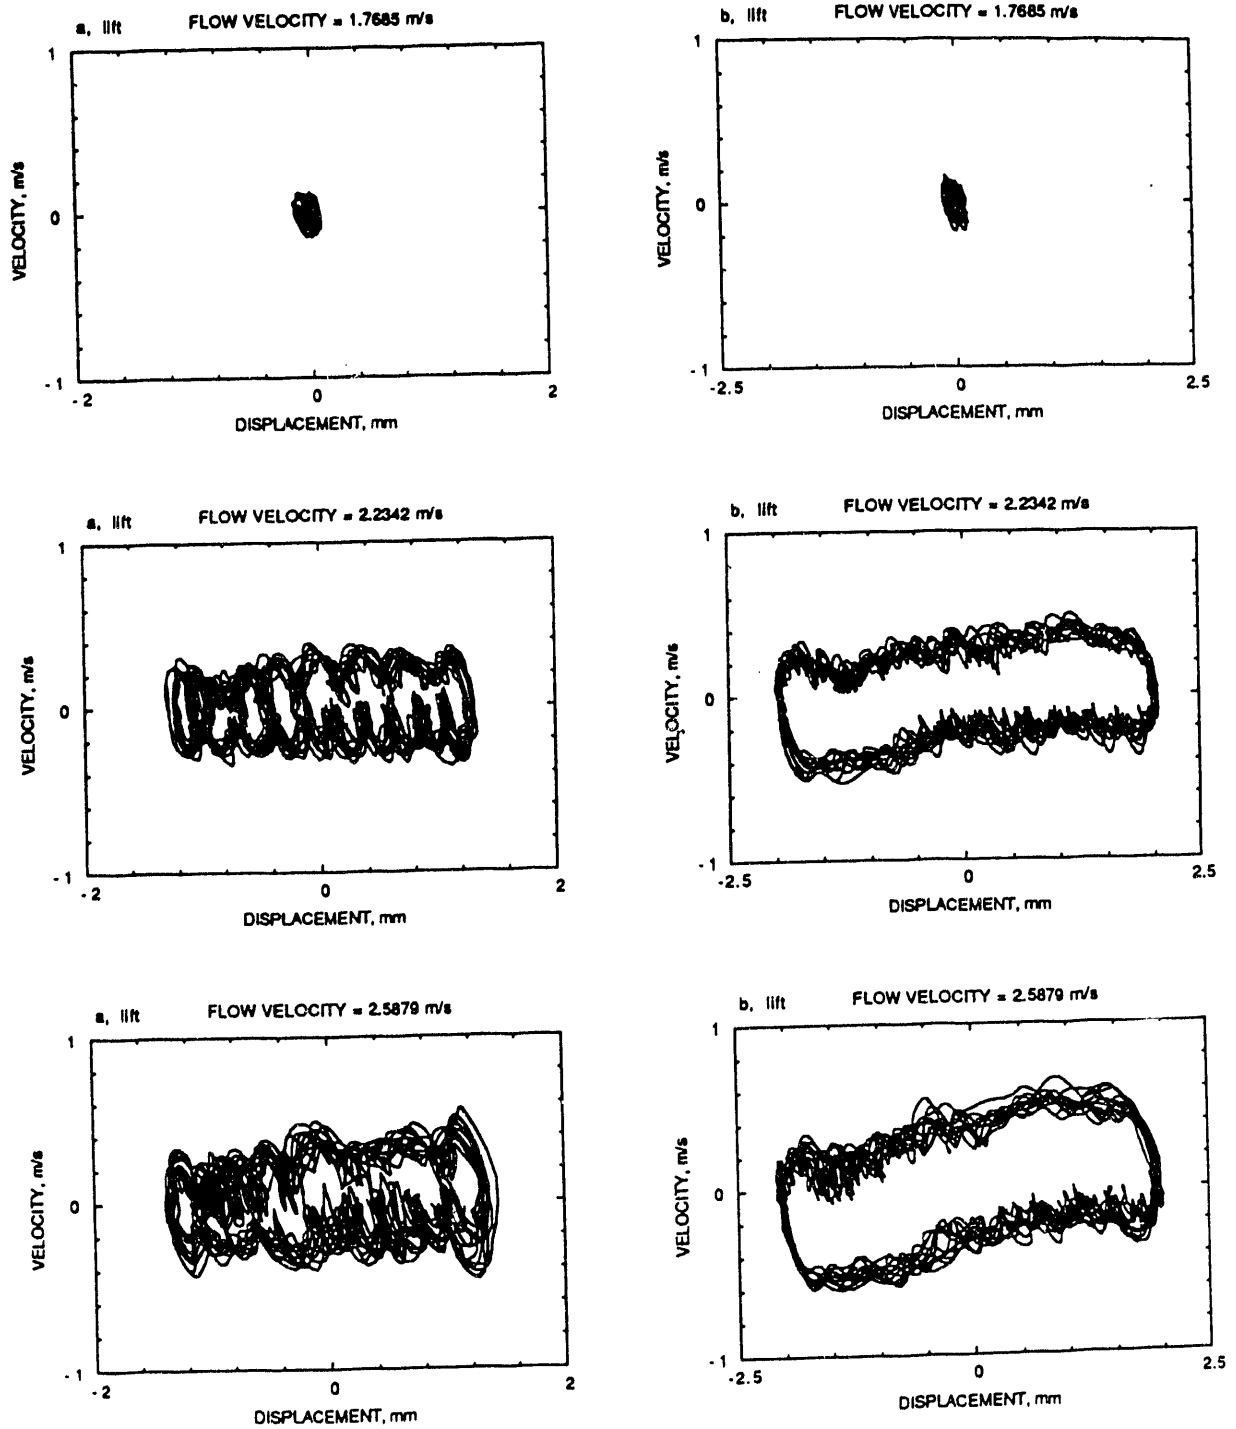 a, lift FLOW VELOCITY = 1.7685 m/s
1
0
- 1
VELOCITY, m/s
- 2 0 2
DISPLACEMENT, mm
b, lift FLOW VELOCITY = 1.7685 m/s
1
0
- 1
VELOCITY, m/s
-2.5 0 2.5
DISPLACEMENT, mm
a, lift FLOW VELOCITY = 2.2342 m/s
1
0
- 1
VELOCITY, m/s
- 2 0 2
DISPLACEMENT, mm
b, lift FLOW VELOCITY = 2.2342 m/s
1
0
- 1
VELOCITY, m/s
-2.5 0 2.5
DISPLACEMENT, mm
a, lift FLOW VELOCITY = 2.5879 m/s
1
0
- 1
VELOCITY, m/s
- 2 0 2
DISPLACEMENT, mm
b, lift FLOW VELOCITY = 2.5879 m/s
1
0
- 1
VELOCITY, m/s
-2.5 0 2.5
DISPLACEMENT, mm